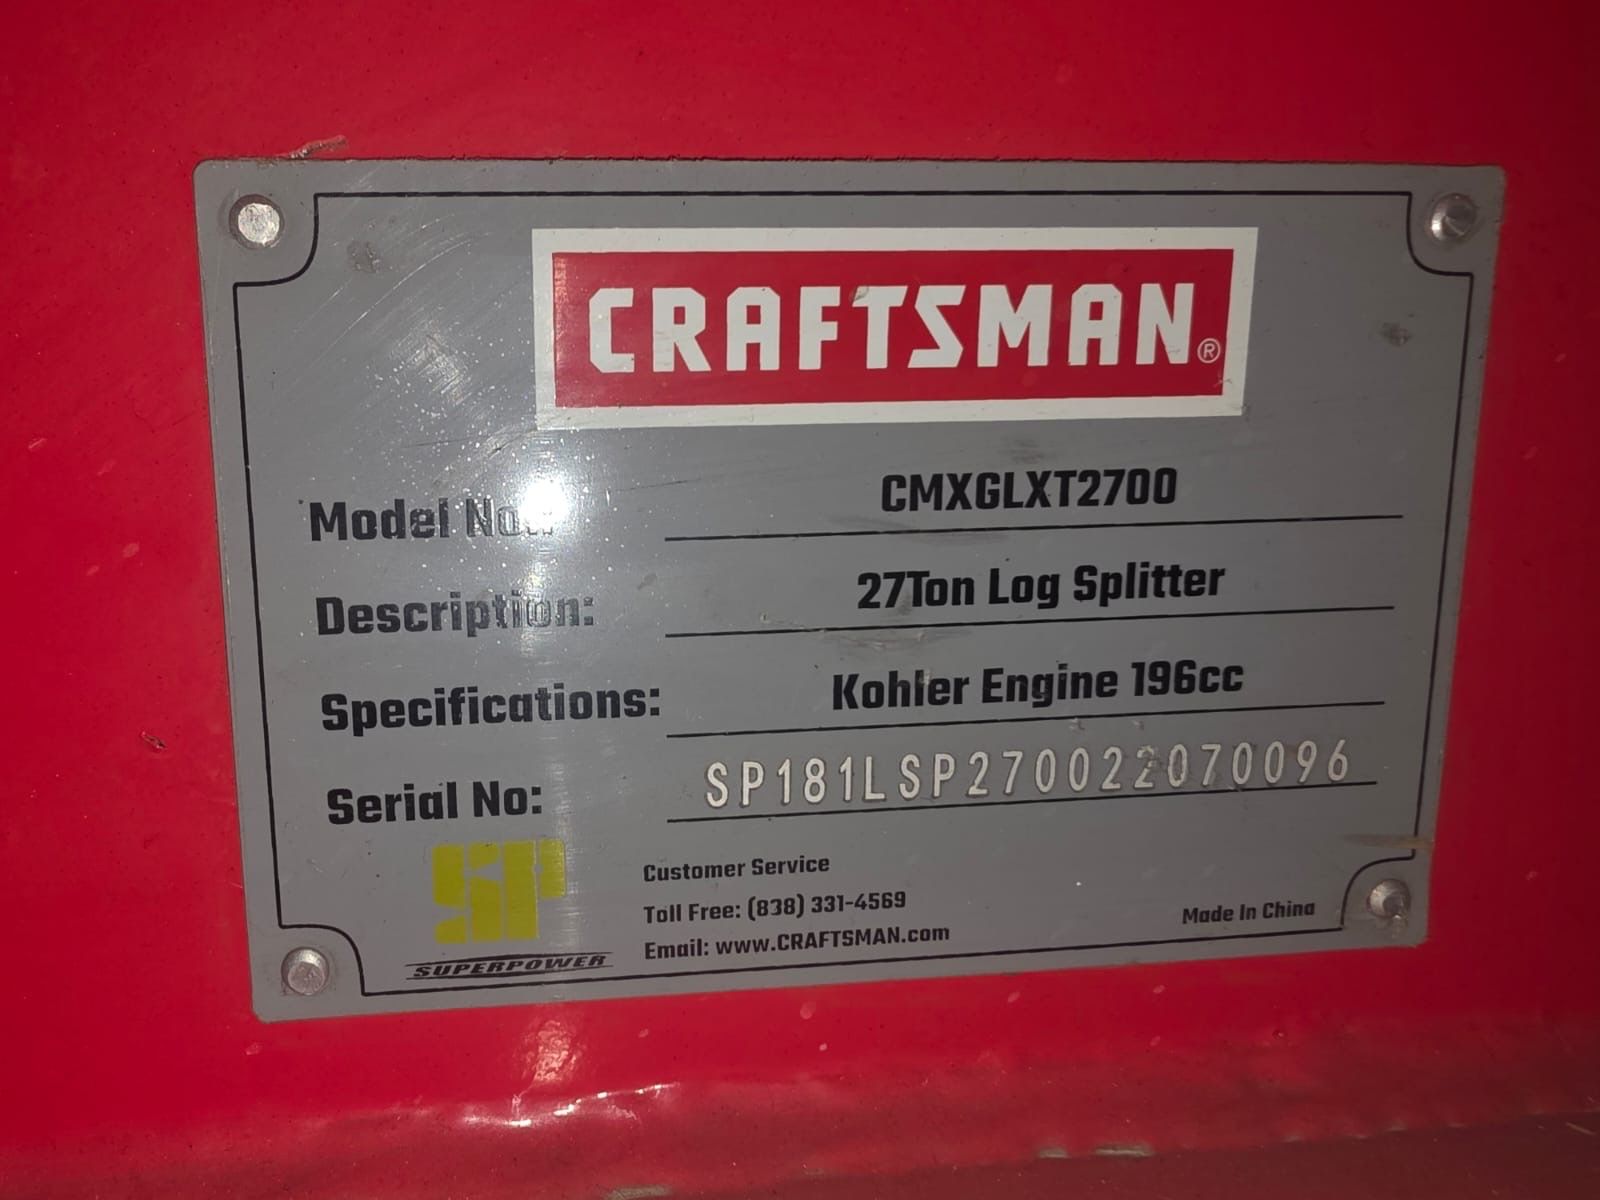 CRAFTSMAN®
Model No.: CMXGLXT2700
Description: 27Ton Log Splitter
Specifications: Kohler Engine 196cc
Serial No: SP181LSP270022070096
SP
SUPERPOWER
Customer Service
Toll Free: (838) 331-4569
Email: www.CRAFTSMAN.com
Made In China